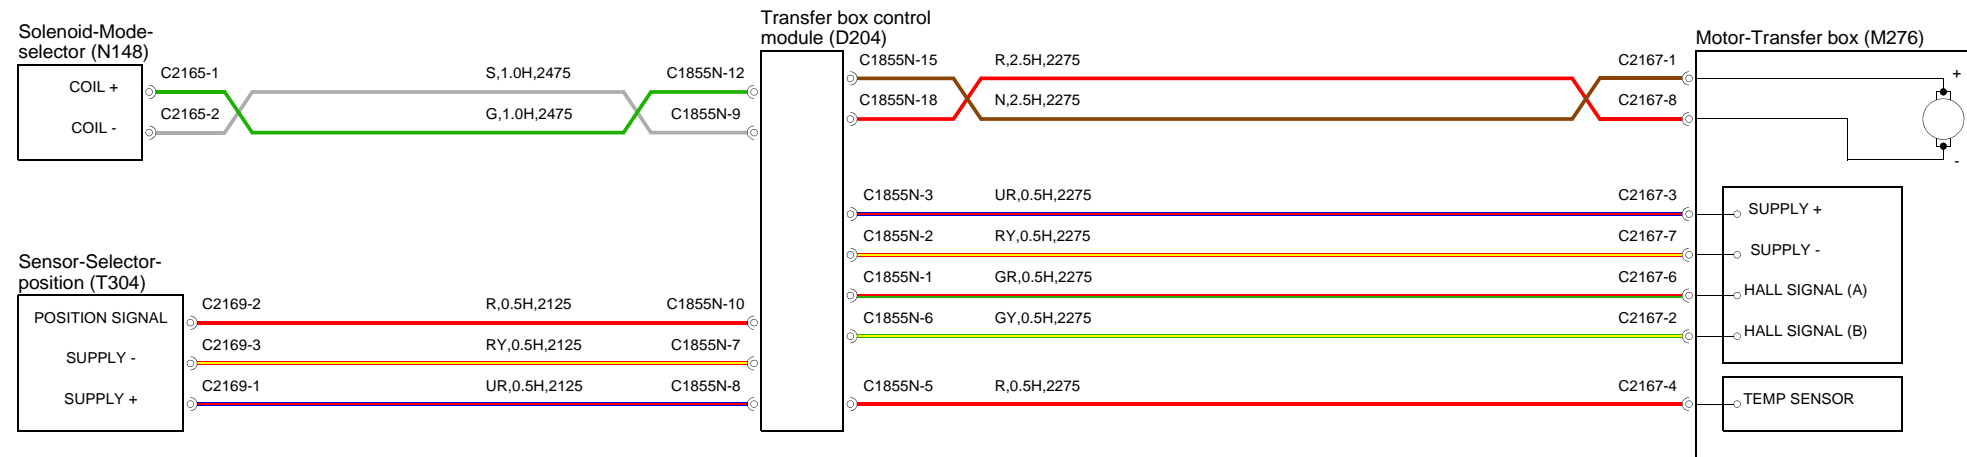 Solenoid-Mode-
selector (N148)
COIL +
COIL -
C2165-1
S,1.0H,2475
C1855N-12
C2165-2
G,1.0H,2475
C1855N-9
Sensor-Selector-
position (T304)
POSITION SIGNAL
SUPPLY -
SUPPLY +
C2169-2
R,0.5H,2125
C1855N-10
C2169-3
RY,0.5H,2125
C1855N-7
C2169-1
UR,0.5H,2125
C1855N-8
Transfer box control
module (D204)
C1855N-15
R,2.5H,2275
C2167-1
C1855N-18
N,2.5H,2275
C2167-8
C1855N-3
UR,0.5H,2275
C2167-3
C1855N-2
RY,0.5H,2275
C2167-7
C1855N-1
GR,0.5H,2275
C2167-6
C1855N-6
GY,0.5H,2275
C2167-2
C1855N-5
R,0.5H,2275
C2167-4
Motor-Transfer box (M276)
+
-
SUPPLY +
SUPPLY -
HALL SIGNAL (A)
HALL SIGNAL (B)
TEMP SENSOR